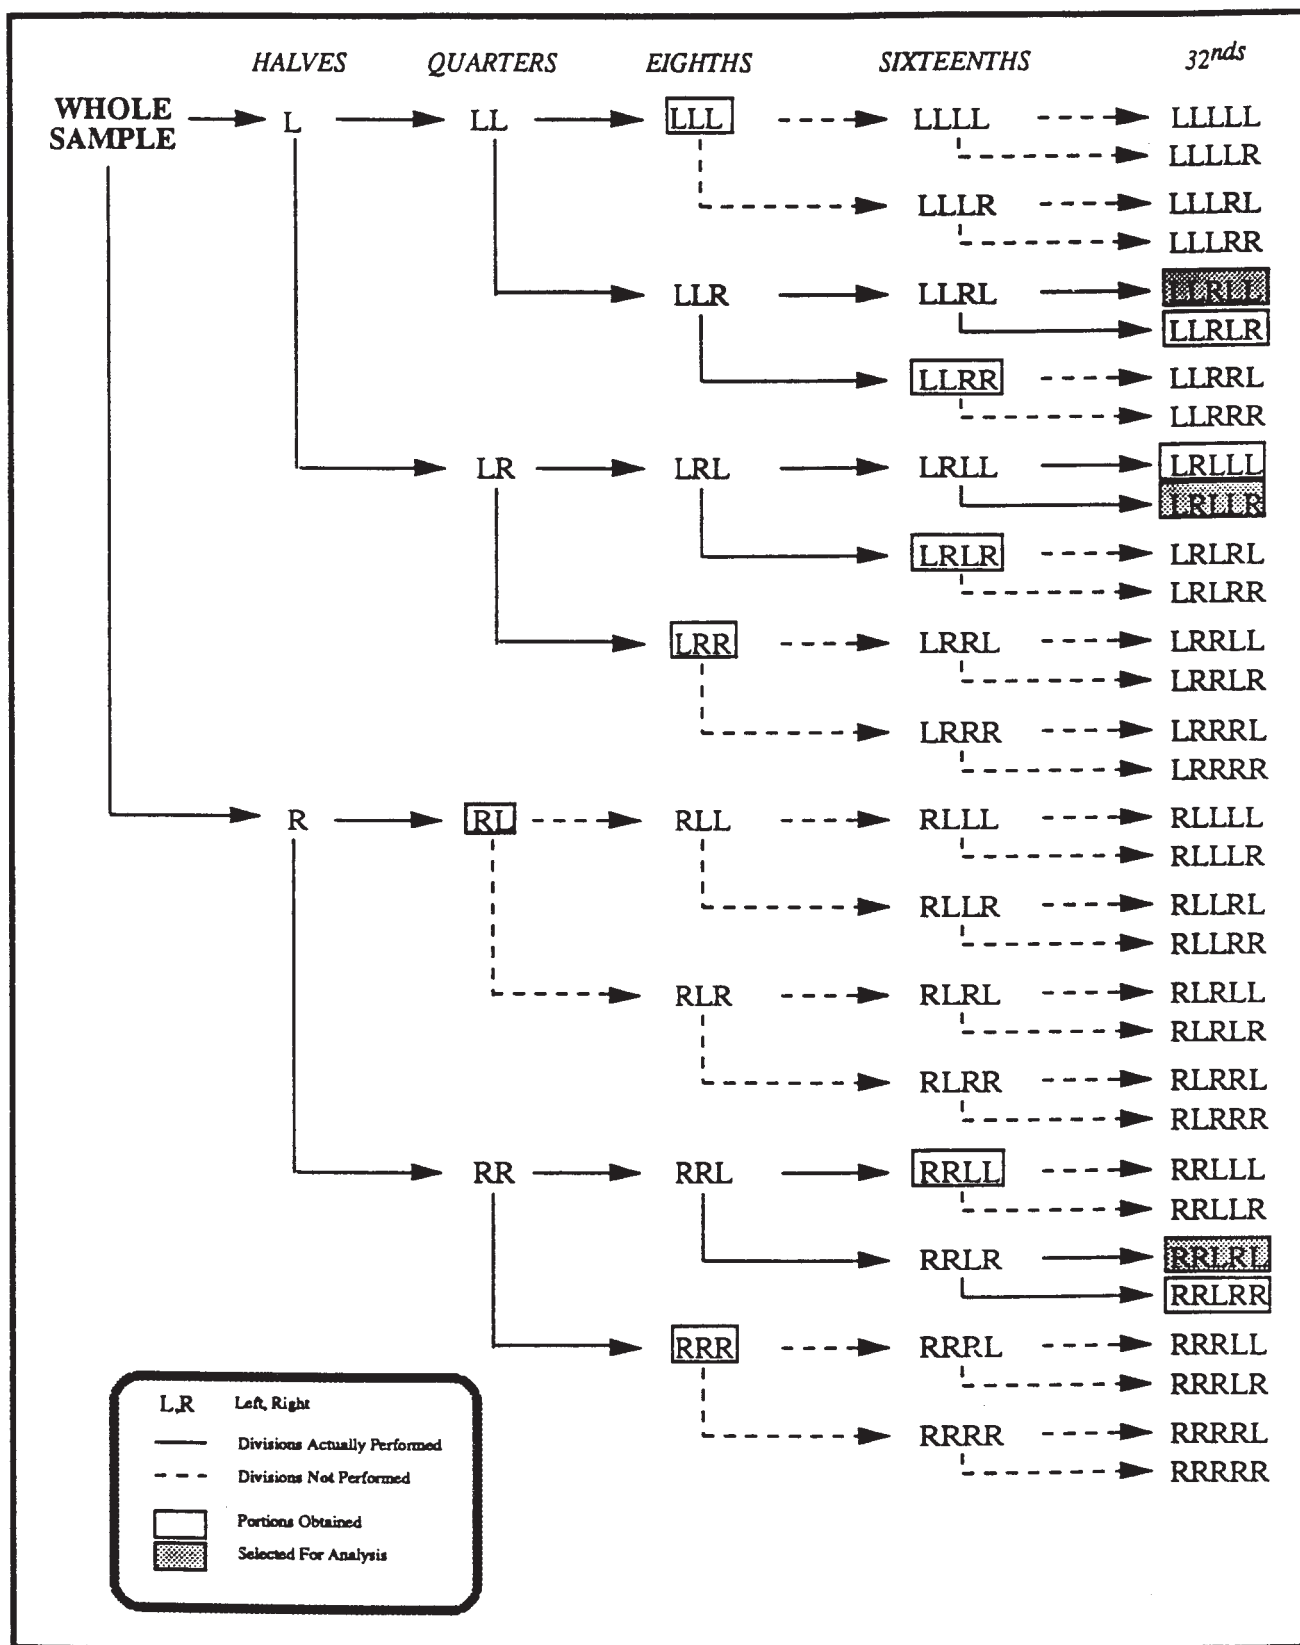 HALVES QUARTERS EIGHTHS SIXTEENTHS 32nds
WHOLE SAMPLE L LL LLL LLLL LLLLL
LLLLR
LLLR LLLRL
LLLRR
LLR LLRL LLRLL
LLRLR
LLRR LLRRL
LLRRR
LR LRL LRLL LRLLL
LRLLR
LRLR LRLRL
LRLRR
LRR LRRL LRRLL
LRRLR
LRRR LRRRL
LRRRR
R RL RLL RLLL RLLLL
RLLLR
RLLR RLLRL
RLLRR
RLR RLRL RLRLL
RLRLR
RLRR RLRRL
RLRRR
RR RRL RRLL RRLLL
RRLLR
RRLR RRLRL
RRLRR
RRR RRRL RRRLL
RRRLR
RRRR RRRRL
RRRRR
L,R Left, Right
Divisions Actually Performed
Divisions Not Performed
Portions Obtained
Selected For Analysis